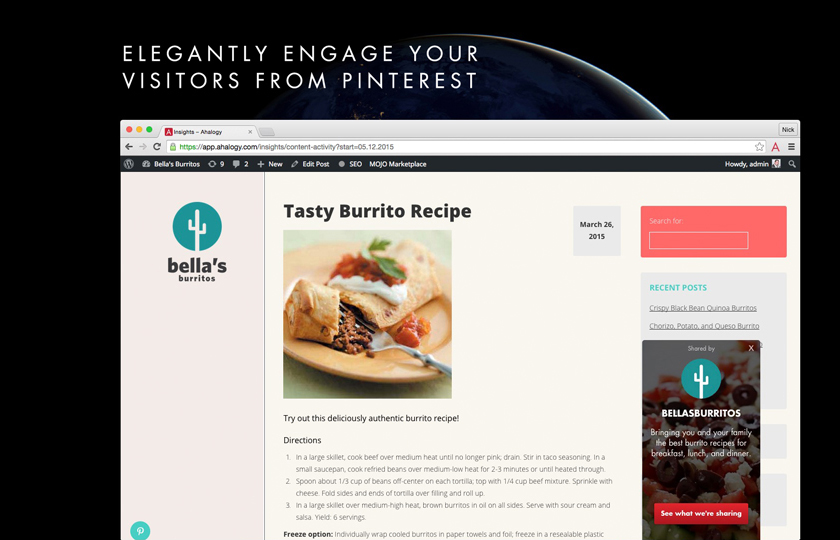 ELEGANTLY ENGAGE YOUR
VISITORS FROM PINTEREST
Insights – Ahalogy
Nick
https://app.ahalogy.com/insights/content-activity?start=05.12.2015
Bella's Burritos 9 2 New Edit Post SEO MOJO Marketplace Howdy, admin
bella's
burritos
Tasty Burrito Recipe
March 26,
2015
Try out this deliciously authentic burrito recipe!
Directions
1. In a large skillet, cook beef over medium heat until no longer pink; drain. Stir in taco seasoning. In a
small saucepan, cook refried beans over medium-low heat for 2-3 minutes or until heated through.
2. Spoon about 1/3 cup of beans off-center on each tortilla; top with 1/4 cup beef mixture. Sprinkle with
cheese. Fold sides and ends of tortilla over filling and roll up.
3. In a large skillet over medium-high heat, brown burritos in oil on all sides. Serve with sour cream and
salsa. Yield: 6 servings.
Freeze option: Individually wrap cooled burritos in paper towels and foil; freeze in a resealable plastic
Search for:
RECENT POSTS
Crispy Black Bean Quinoa Burritos
Chorizo, Potato, and Queso Burrito
Shared by X
BELLASBURRITOS
Bringing you and your family
the best burrito recipes for
breakfast, lunch, and dinner.
See what we're sharing